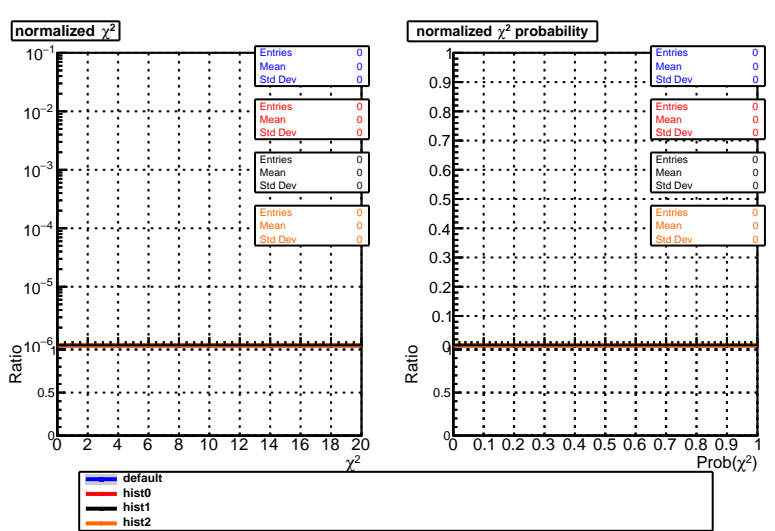 normalized χ²
10⁻¹
10⁻²
10⁻³
10⁻⁴
10⁻⁵
10⁻⁶
Entries 0
Mean 0
Std Dev 0
Entries 0
Mean 0
Std Dev 0
Entries 0
Mean 0
Std Dev 0
Entries 0
Mean 0
Std Dev 0
Ratio
1
0.5
0
0 2 4 6 8 10 12 14 16 18 20
χ²
normalized χ² probability
1
0.9
0.8
0.7
0.6
0.5
0.4
0.3
0.2
0.1
0
Entries 0
Mean 0
Std Dev 0
Entries 0
Mean 0
Std Dev 0
Entries 0
Mean 0
Std Dev 0
Entries 0
Mean 0
Std Dev 0
Ratio
1
0.5
0
0 0.1 0.2 0.3 0.4 0.5 0.6 0.7 0.8 0.9 1
Prob(χ²)
default
hist0
hist1
hist2